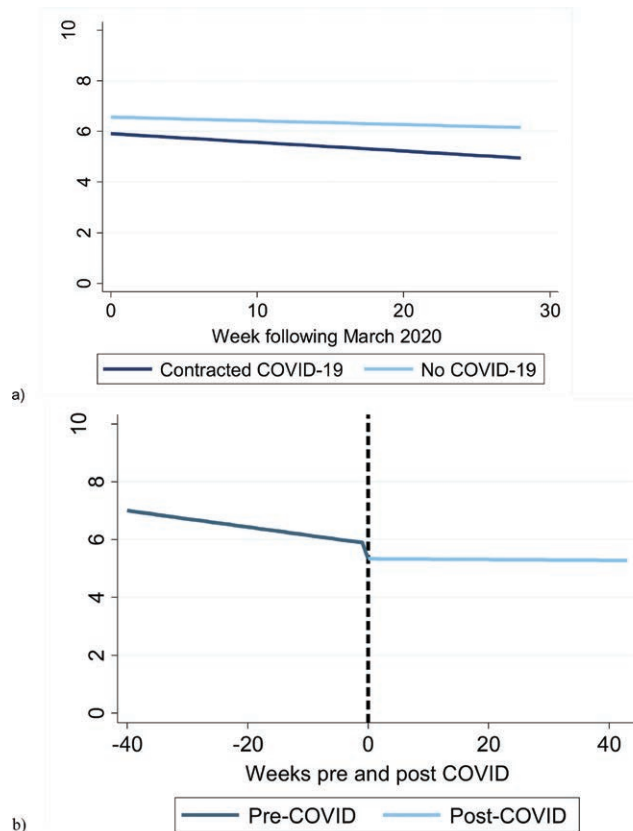 10
8
6
4
2
0
0 10 20 30
Week following March 2020
Contracted COVID-19 No COVID-19
a)
10
8
6
4
2
0
-40 -20 0 20 40
Weeks pre and post COVID
Pre-COVID Post-COVID
b)